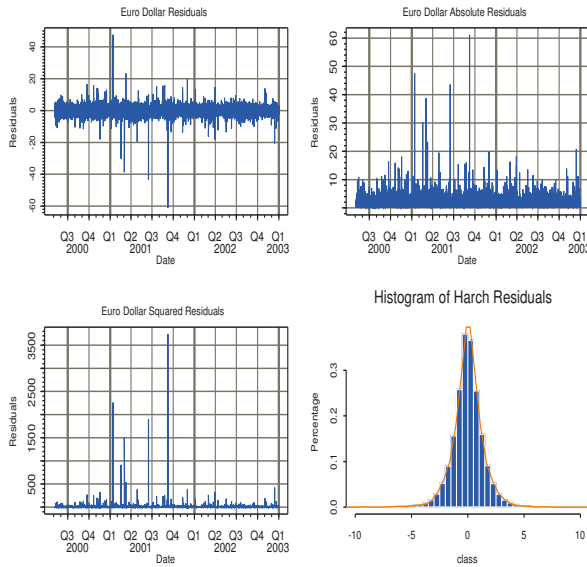 Euro Dollar Residuals
Residuals
40
20
0
-20
-40
-60
Q3 Q4 Q1 Q2 Q3 Q4 Q1 Q2 Q3 Q4 Q1
2000 2001 2002 2003
Date
Euro Dollar Absolute Residuals
Residuals
60
50
40
30
20
10
Q3 Q4 Q1 Q2 Q3 Q4 Q1 Q2 Q3 Q4 Q1
2000 2001 2002 2003
Date
Euro Dollar Squared Residuals
Residuals
3500
2500
1500
500
Q3 Q4 Q1 Q2 Q3 Q4 Q1 Q2 Q3 Q4 Q1
2000 2001 2002 2003
Date
Histogram of Harch Residuals
Percentage
0.3
0.2
0.1
0.0
-10 -5 0 5 10
class